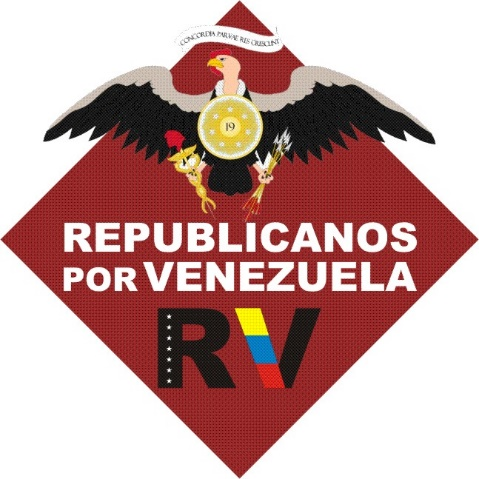 CONCORDIA PARVAE RES CRESCUNT
19
REPUBLICANOS
POR VENEZUELA
RV